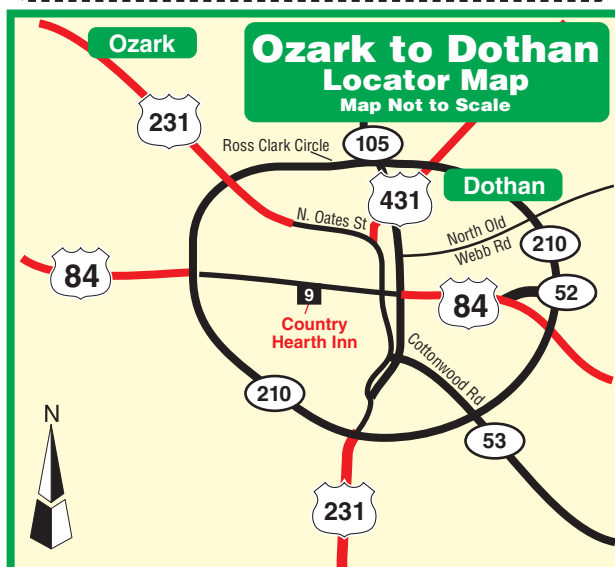 Ozark
Ozark to Dothan
Locator Map
Map Not to Scale
231
Ross Clark Circle
105
Dothan
431
N. Oates St
North Old
Webb Rd
210
84
9
84
52
Country
Hearth Inn
Cottonwood Rd
210
N
53
231